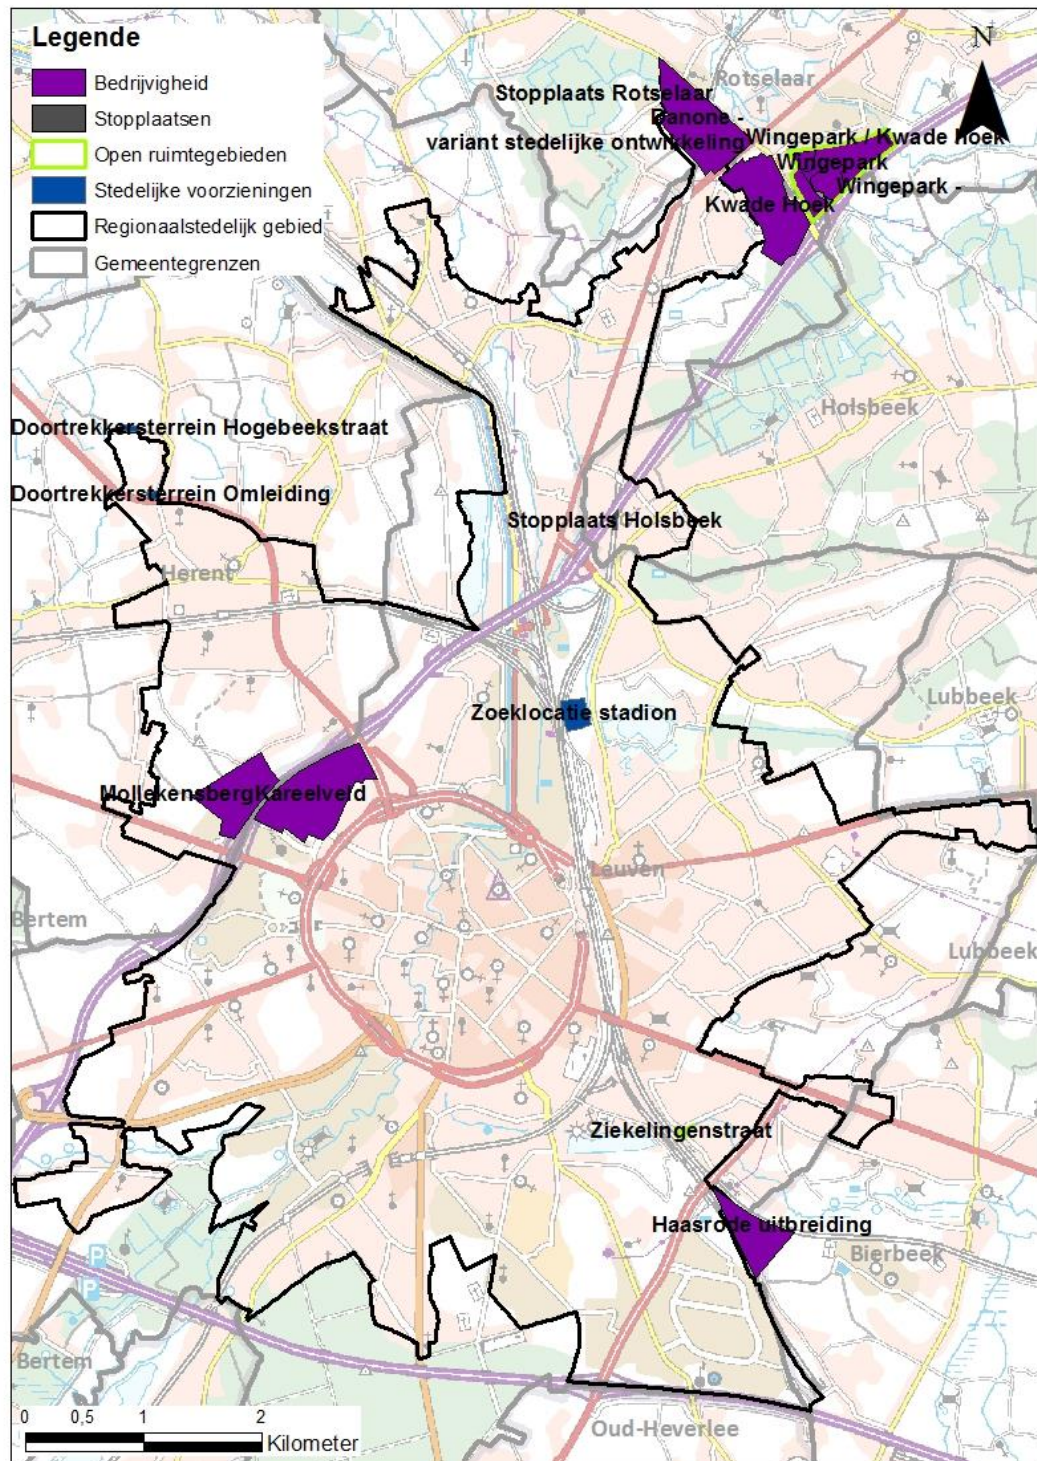 Legende
Bedrijvigheid
Stopplaatsen
Open ruimtegebieden
Stedelijke voorzieningen
Regionaalstedelijk gebied
Gemeentegrenzen
N
Rotselaar
Stopplaats Rotselaar
Danone -
variant stedelijke ontwikkeling
Wingepark / Kwade hoek
Wingepark
Wingepark -
Kwade Hoek
Holsbeek
Doortrekkersterrein Hogebeekstraat
Doortrekkersterrein Omleiding
Stopplaats Holsbeek
Herent
Lubbeek
Zoeklocatie stadion
Mollekensberg
Kareelveld
Leuven
Bertem
Lubbeek
Ziekelingenstraat
Haasrode uitbreiding
Bierbeek
P
P
Bertem
Oud-Heverlee
0 0,5 1 2
Kilometer